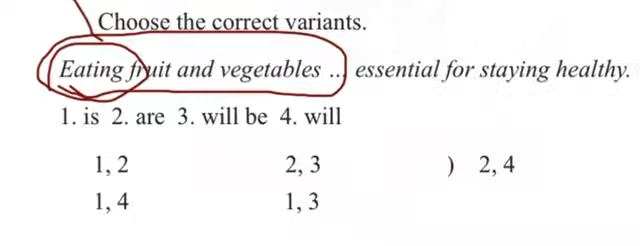 Choose the correct variants.
Eating fruit and vegetables ... essential for staying healthy.
1. is 2. are 3. will be 4. will
1, 2 2, 3 ) 2, 4
1, 4 1, 3